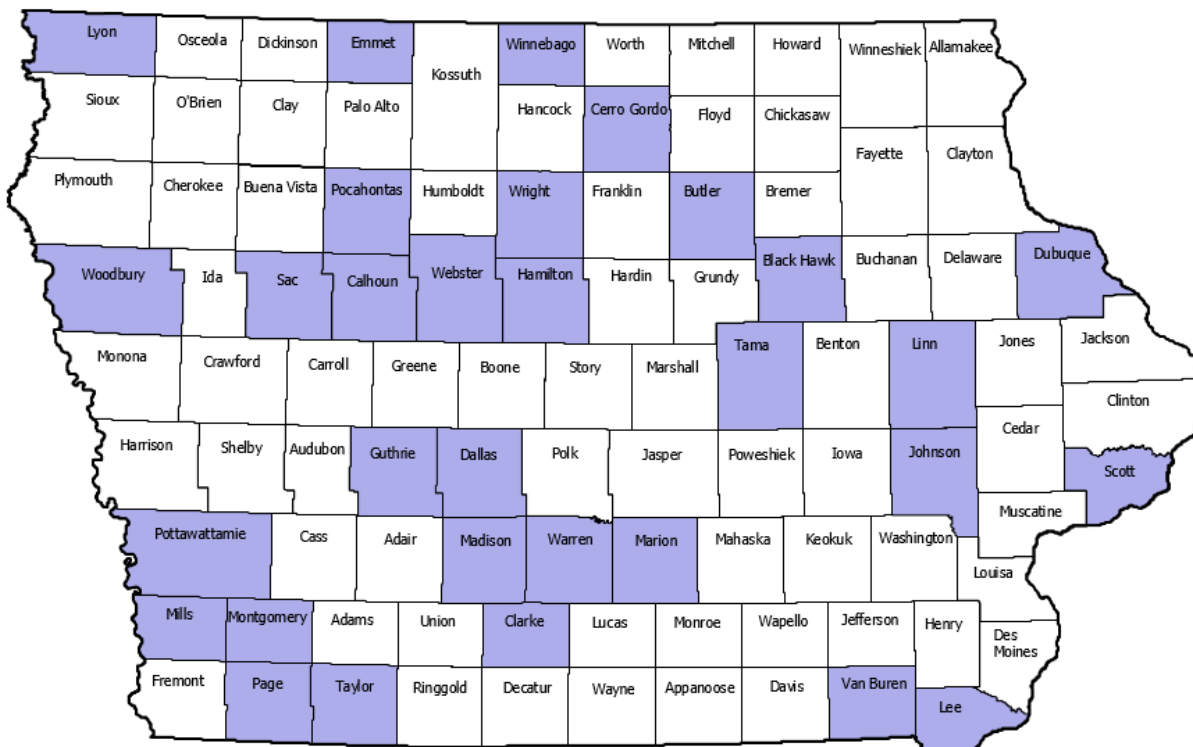 Lyon
Osceola
Dickinson
Emmet
Kossuth
Winnebago
Worth
Mitchell
Howard
Winneshiek
Allamakee
Sioux
O'Brien
Clay
Palo Alto
Hancock
Cerro Gordo
Floyd
Chickasaw
Fayette
Clayton
Plymouth
Cherokee
Buena Vista
Pocahontas
Humboldt
Wright
Franklin
Butler
Bremer
Woodbury
Ida
Sac
Calhoun
Webster
Hamilton
Hardin
Grundy
Black Hawk
Buchanan
Delaware
Dubuque
Monona
Crawford
Carroll
Greene
Boone
Story
Marshall
Tama
Benton
Linn
Jones
Jackson
Clinton
Harrison
Shelby
Audubon
Guthrie
Dallas
Polk
Jasper
Poweshiek
Iowa
Johnson
Cedar
Scott
Muscatine
Pottawattamie
Cass
Adair
Madison
Warren
Marion
Mahaska
Keokuk
Washington
Louisa
Mills
Montgomery
Adams
Union
Clarke
Lucas
Monroe
Wapello
Jefferson
Henry
Des
Moines
Fremont
Page
Taylor
Ringgold
Decatur
Wayne
Appanoose
Davis
Van Buren
Lee